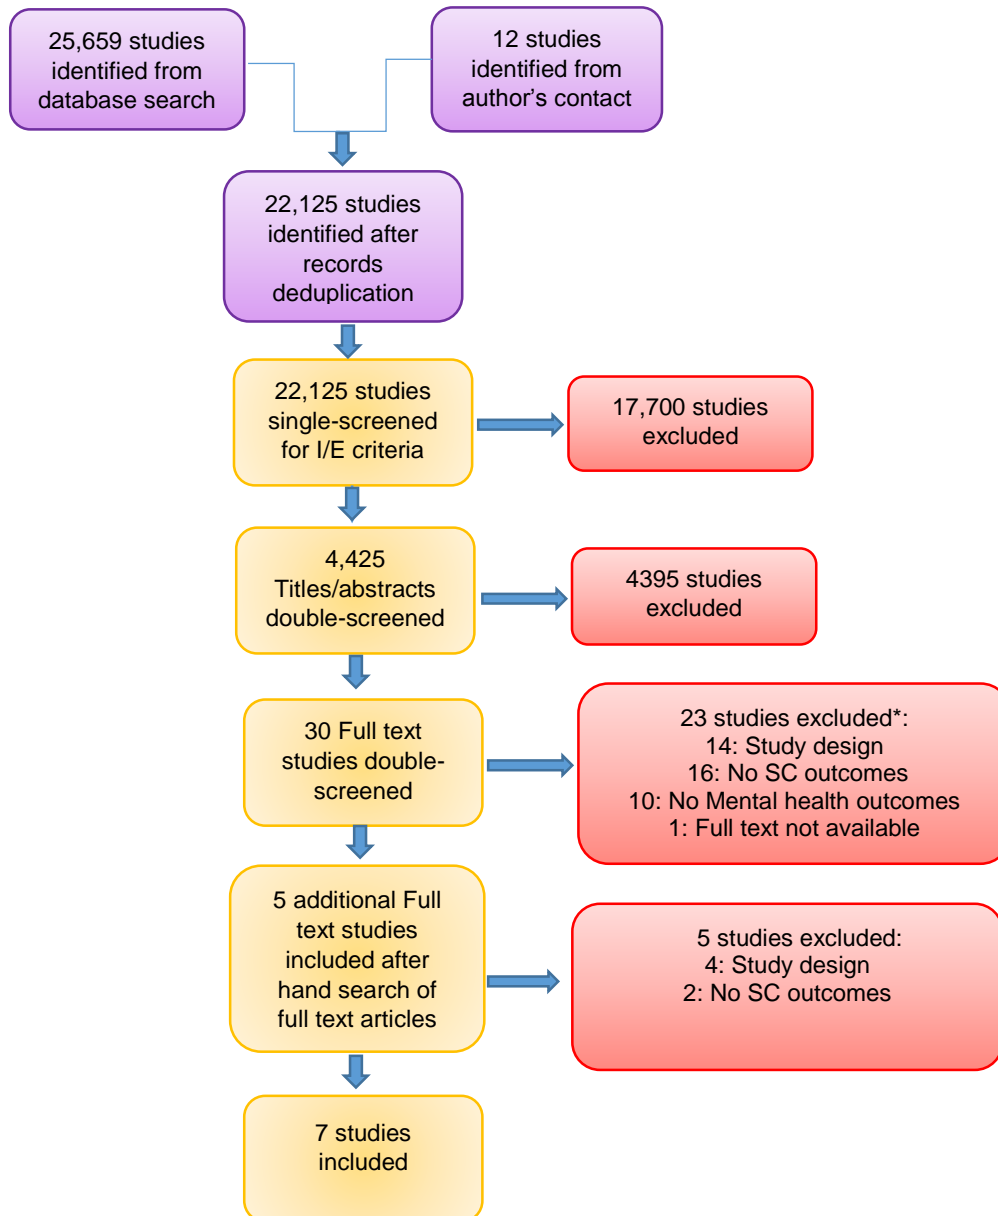 25,659 studies
identified from
database search
12 studies
identified from
author's contact
22,125 studies
identified after
records
deduplication
22,125 studies
single-screened
for I/E criteria
17,700 studies
excluded
4,425
Titles/abstracts
double-screened
4395 studies
excluded
30 Full text
studies double-
screened
23 studies excluded*:
14: Study design
16: No SC outcomes
10: No Mental health outcomes
1: Full text not available
5 additional Full
text studies
included after
hand search of
full text articles
5 studies excluded:
4: Study design
2: No SC outcomes
7 studies
included